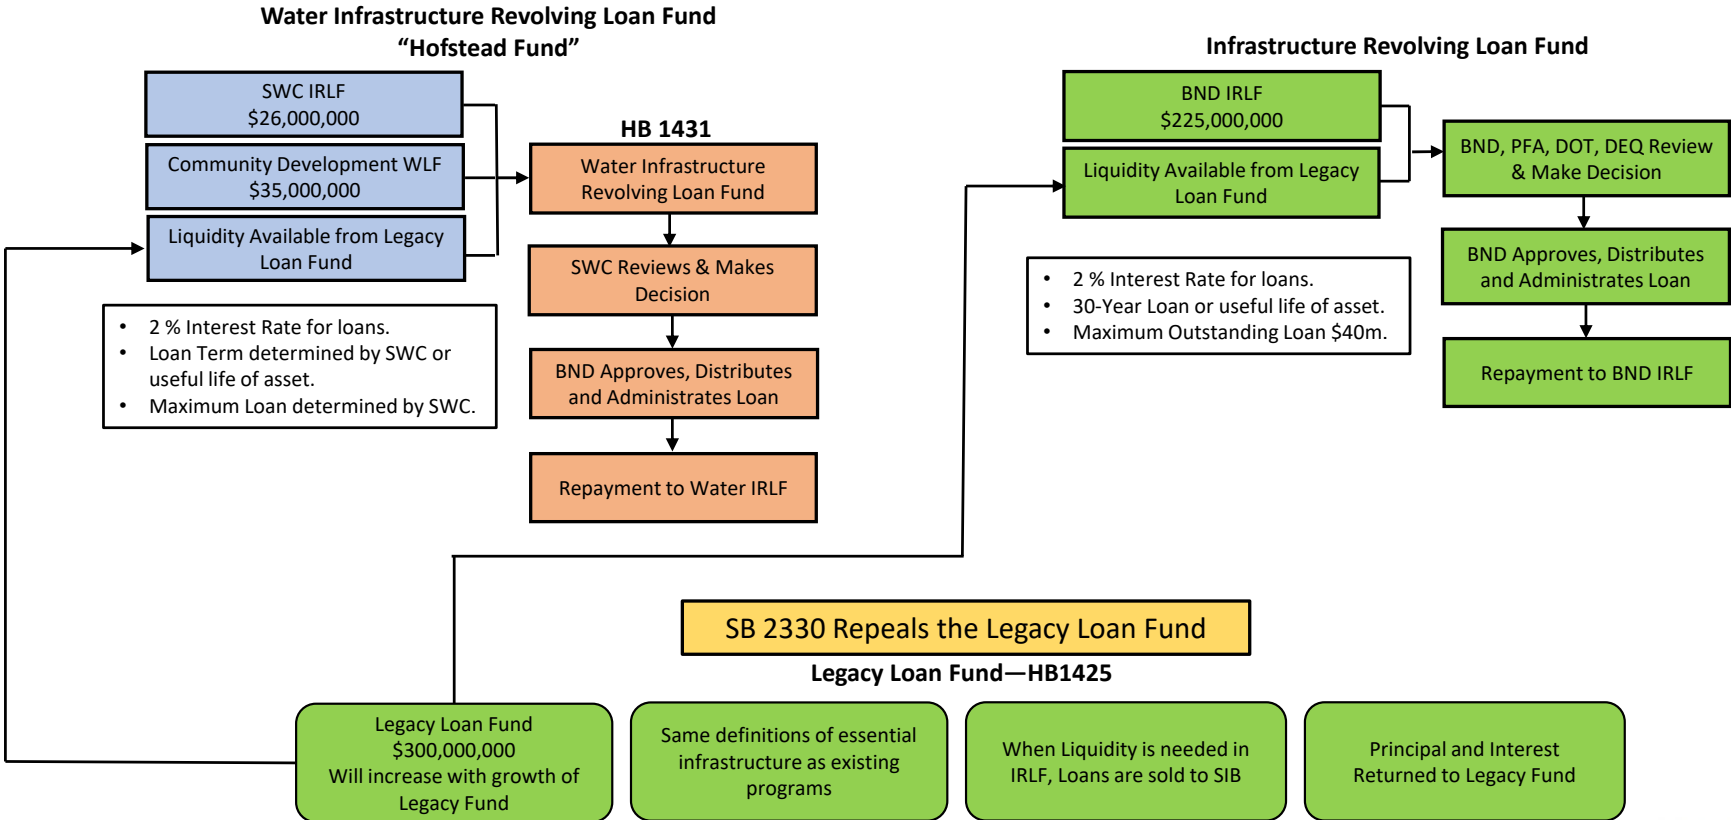 Water Infrastructure Revolving Loan Fund
“Hofstead Fund”
SWC IRLF
$26,000,000
Community Development WLF
$35,000,000
Liquidity Available from Legacy
Loan Fund
HB 1431
Water Infrastructure
Revolving Loan Fund
SWC Reviews & Makes
Decision
BND Approves, Distributes
and Administrates Loan
Repayment to Water IRLF
• 2 % Interest Rate for loans.
• Loan Term determined by SWC or
useful life of asset.
• Maximum Loan determined by SWC.
Infrastructure Revolving Loan Fund
BND IRLF
$225,000,000
Liquidity Available from Legacy
Loan Fund
BND, PFA, DOT, DEQ Review
& Make Decision
BND Approves, Distributes
and Administrates Loan
Repayment to BND IRLF
• 2 % Interest Rate for loans.
• 30-Year Loan or useful life of asset.
• Maximum Outstanding Loan $40m.
SB 2330 Repeals the Legacy Loan Fund
Legacy Loan Fund—HB1425
Legacy Loan Fund
$300,000,000
Will increase with growth of
Legacy Fund
Same definitions of essential
infrastructure as existing
programs
When Liquidity is needed in
IRLF, Loans are sold to SIB
Principal and Interest
Returned to Legacy Fund